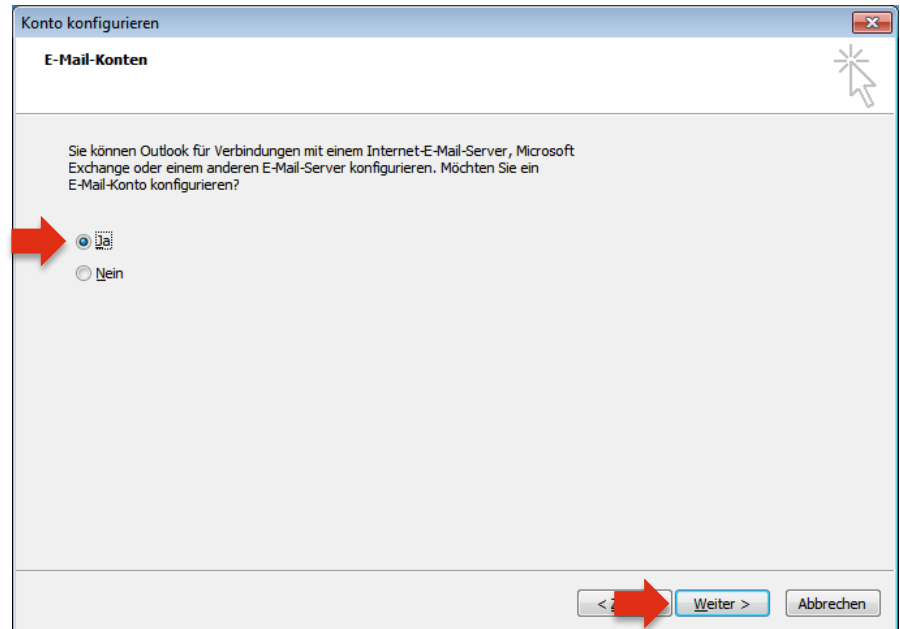 Konto konfigurieren
E-Mail-Konten
Sie können Outlook für Verbindungen mit einem Internet-E-Mail-Server, Microsoft
Exchange oder einem anderen E-Mail-Server konfigurieren. Möchten Sie ein
E-Mail-Konto konfigurieren?
Ja
Nein
< Weiter > Abbrechen